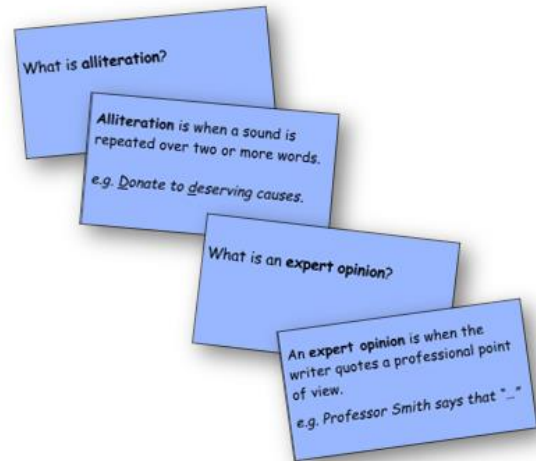 What is alliteration?
Alliteration is when a sound is
repeated over two or more words.
e.g. Donate to deserving causes.
What is an expert opinion?
An expert opinion is when the
writer quotes a professional point
of view.
e.g. Professor Smith says that "…"